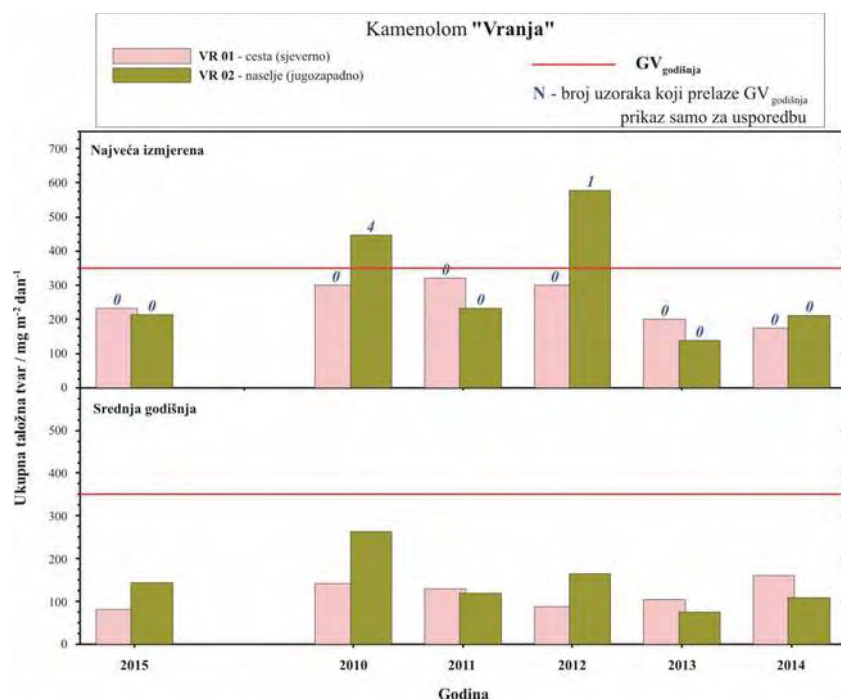 Kamenolom "Vranja"
VR 01 - cesta (sjeverno)
VR 02 - naselje (jugozapadno)
GVgodišnja
N - broj uzoraka koji prelaze GVgodišnja
prikaz samo za usporedbu
Ukupna taložna tvar / mg m-2 dan-1
Najveća izmjerena
700
600
500
400
300
200
100
0
0 0 0 4 0 0 0 1 0 0 0 0
Srednja godišnja
500
400
300
200
100
0
2015 2010 2011 2012 2013 2014
Godina